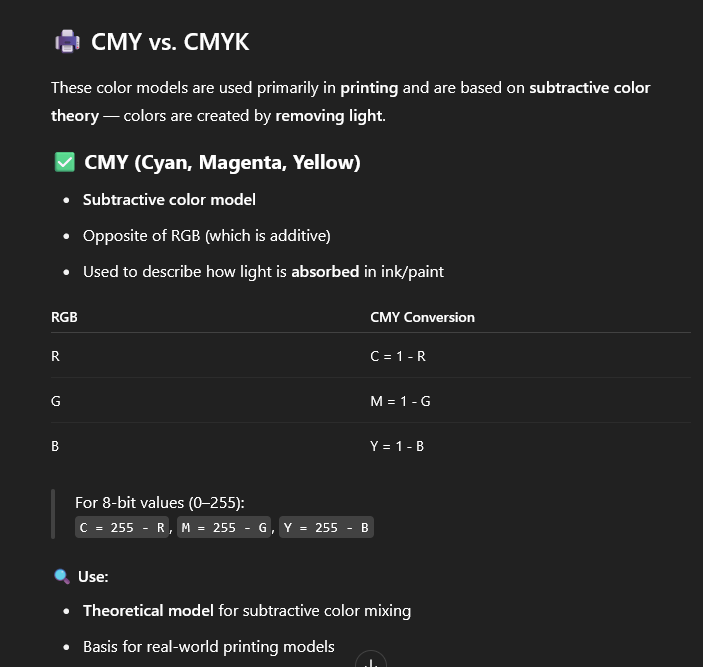 CMY vs. CMYK
These color models are used primarily in printing and are based on subtractive color
theory — colors are created by removing light.
CMY (Cyan, Magenta, Yellow)
• Subtractive color model
• Opposite of RGB (which is additive)
• Used to describe how light is absorbed in ink/paint
RGB CMY Conversion
R C = 1 - R
G M = 1 - G
B Y = 1 - B
For 8-bit values (0–255):
C = 255 - R, M = 255 - G, Y = 255 - B
Use:
• Theoretical model for subtractive color mixing
• Basis for real-world printing models